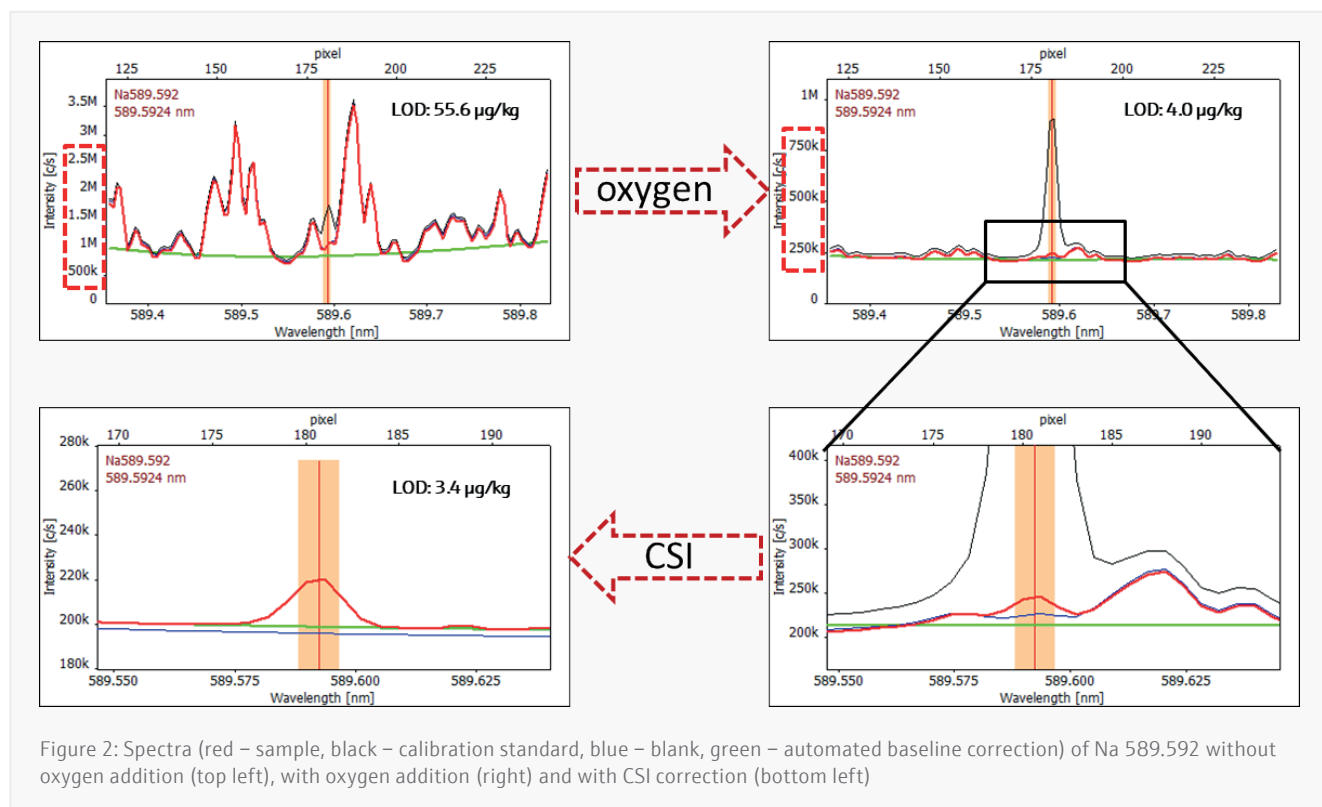 pixel
125 150 175 200 225
Na589.592
589.5924 nm
LOD: 55.6 µg/kg
3.5M
3M
2.5M
2M
1.5M
1M
500k
0
Intensity [c/s]
589.4 589.5 589.6 589.7 589.8
Wavelength [nm]
oxygen
pixel
125 150 175 200 225
Na589.592
589.5924 nm
LOD: 4.0 µg/kg
1M
750k
500k
250k
0
Intensity [c/s]
589.4 589.5 589.6 589.7 589.8
Wavelength [nm]
pixel
170 175 180 185 190
Na589.592
589.5924 nm
LOD: 3.4 µg/kg
280k
260k
240k
220k
200k
180k
Intensity [c/s]
589.550 589.575 589.600 589.625
Wavelength [nm]
CSI
pixel
170 175 180 185 190
Na589.592
589.5924 nm
400k
350k
300k
250k
200k
Intensity [c/s]
589.550 589.575 589.600 589.625
Wavelength [nm]
Figure 2: Spectra (red – sample, black – calibration standard, blue – blank, green – automated baseline correction) of Na 589.592 without
oxygen addition (top left), with oxygen addition (right) and with CSI correction (bottom left)